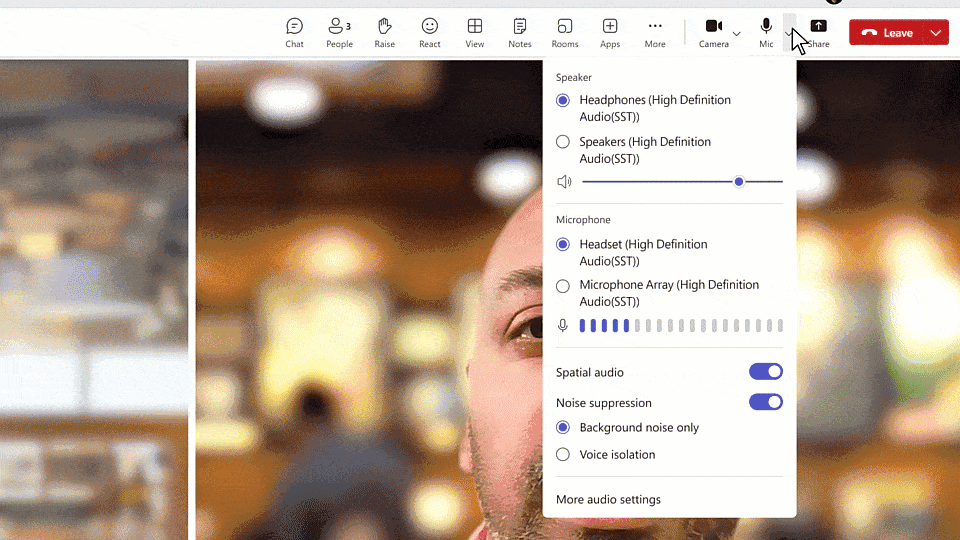 Chat
People 3
Raise
React
View
Notes
Rooms
Apps
More
Camera
Mic
Share
Leave
Speaker
Headphones (High Definition
Audio(SST))
Speakers (High Definition
Audio(SST))
Microphone
Headset (High Definition
Audio(SST))
Microphone Array (High Definition
Audio(SST))
Spatial audio
Noise suppression
Background noise only
Voice isolation
More audio settings